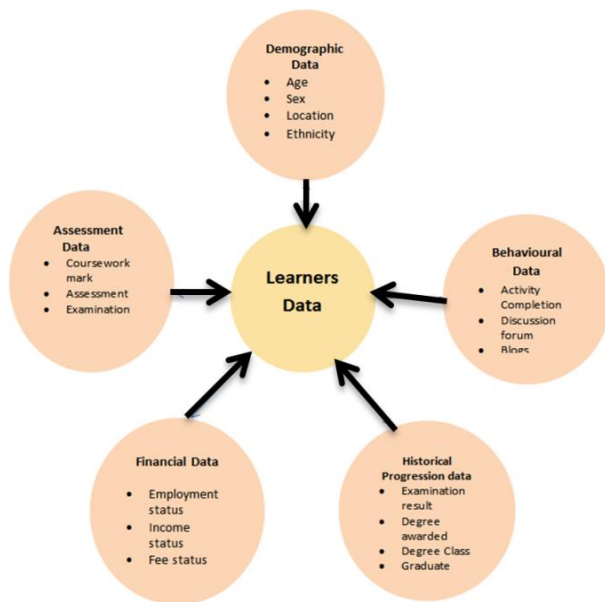 Demographic
Data
• Age
• Sex
• Location
• Ethnicity
Assessment
Data
• Coursework
mark
• Assessment
• Examination
Learners
Data
Behavioural
Data
• Activity
Completion
• Discussion
forum
• Blogs
Financial Data
• Employment
status
• Income
status
• Fee status
Historical
Progression data
• Examination
result
• Degree
awarded
• Degree Class
• Graduate